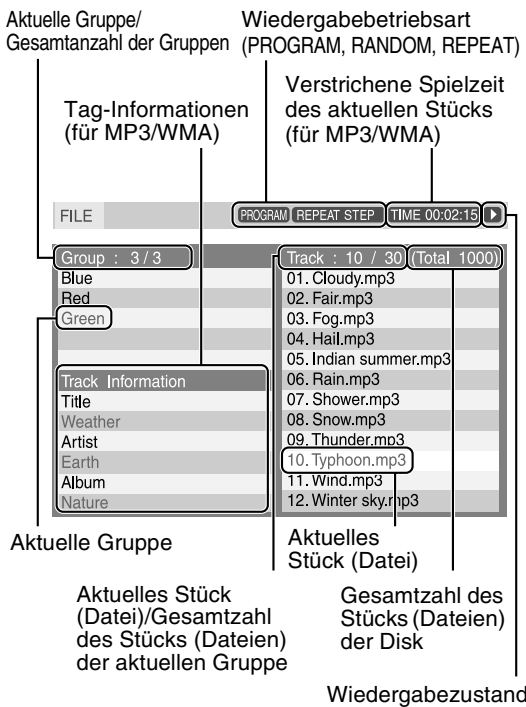 Aktuelle Gruppe/
Gesamtanzahl der Gruppen
Wiedergabebetriebsart
(PROGRAM, RANDOM, REPEAT)
Tag-Informationen
(für MP3/WMA)
Verstrichene Spielzeit
des aktuellen Stücks
(für MP3/WMA)
FILE
PROGRAM REPEAT STEP TIME 00:02:15
Group : 3 / 3
Blue
Red
Green
Track Information
Title
Weather
Artist
Earth
Album
Nature
Track : 10 / 30 (Total 1000)
01. Cloudy.mp3
02. Fair.mp3
03. Fog.mp3
04. Hail.mp3
05. Indian summer.mp3
06. Rain.mp3
07. Shower.mp3
08. Snow.mp3
09. Thunder.mp3
10. Typhoon.mp3
11. Wind.mp3
12. Winter sky.mp3
Aktuelle Gruppe
Aktuelles
Stück (Datei)
Aktuelles Stück
(Datei)/Gesamtzahl
des Stücks (Dateien)
der aktuellen Gruppe
Gesamtzahl des
Stücks (Dateien)
der Disk
Wiedergabezustand